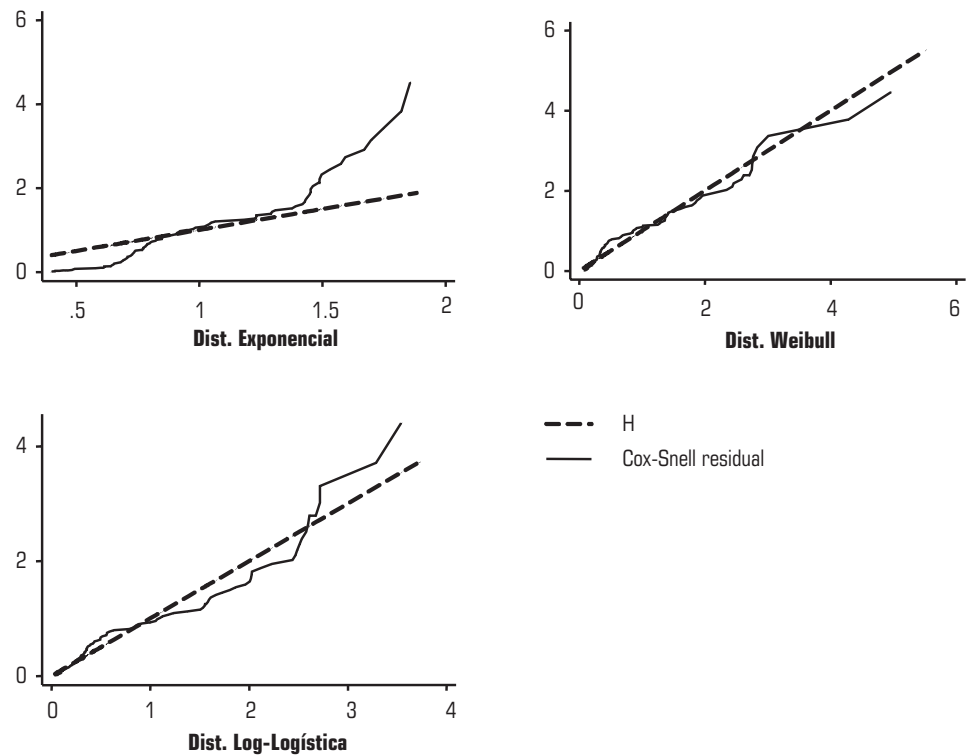 6
4
2
0
.5 1 1.5 2
Dist. Exponencial
6
4
2
0
0 2 4 6
Dist. Weibull
4
2
0
0 1 2 3 4
Dist. Log-Logística
H
Cox-Snell residual